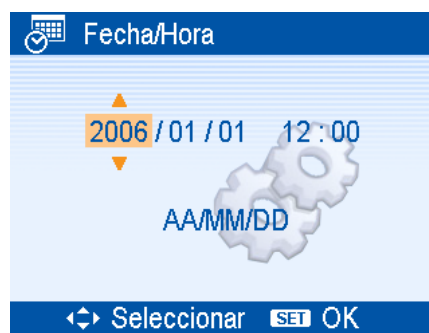 Fecha/Hora
2006 / 01 / 01 12 : 00
AA/MM/DD
Seleccionar SET OK